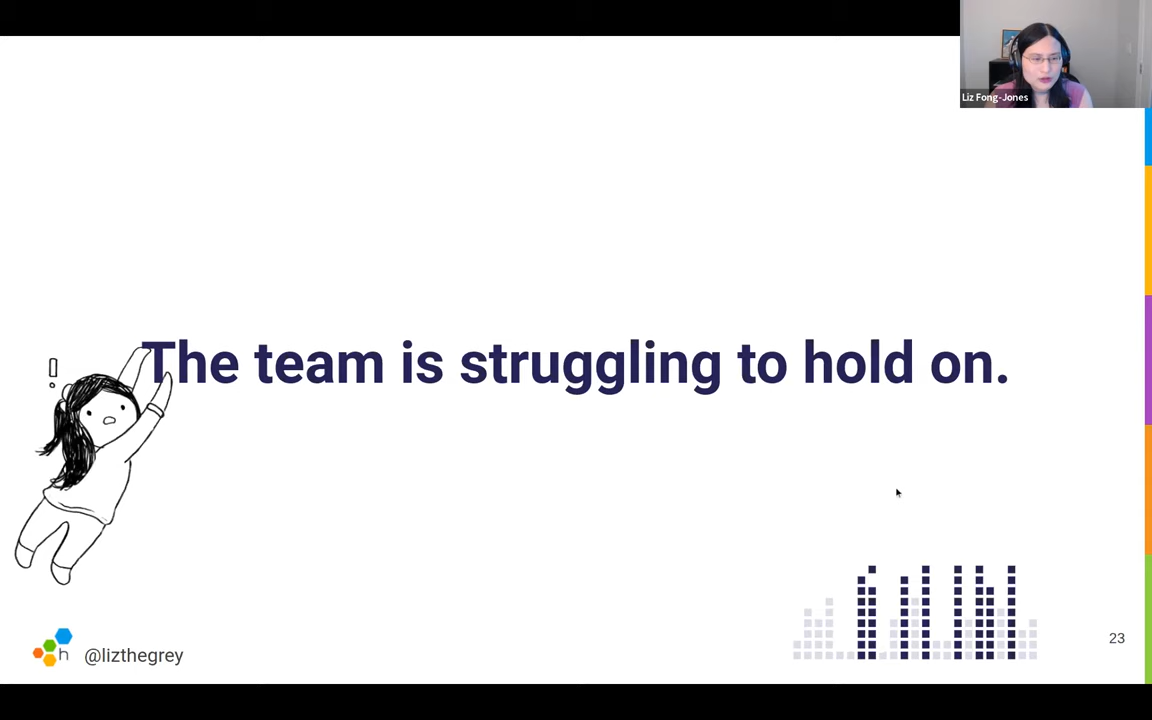 Liz Fong-Jones
!
The team is struggling to hold on.
h
@lizthegrey
23